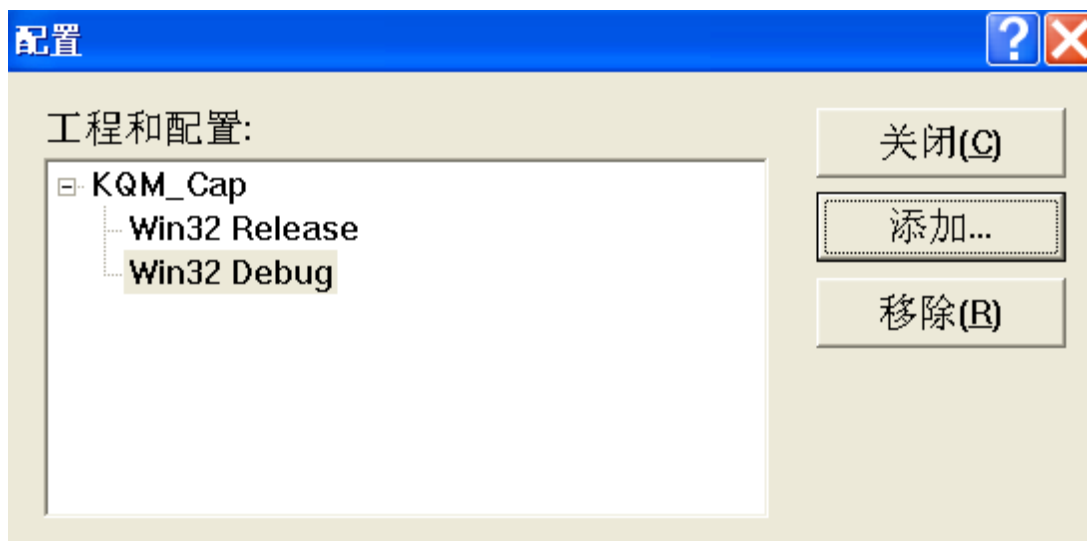 配置
工程和配置:
KQM_Cap
Win32 Release
Win32 Debug
关闭(C)
添加...
移除(R)